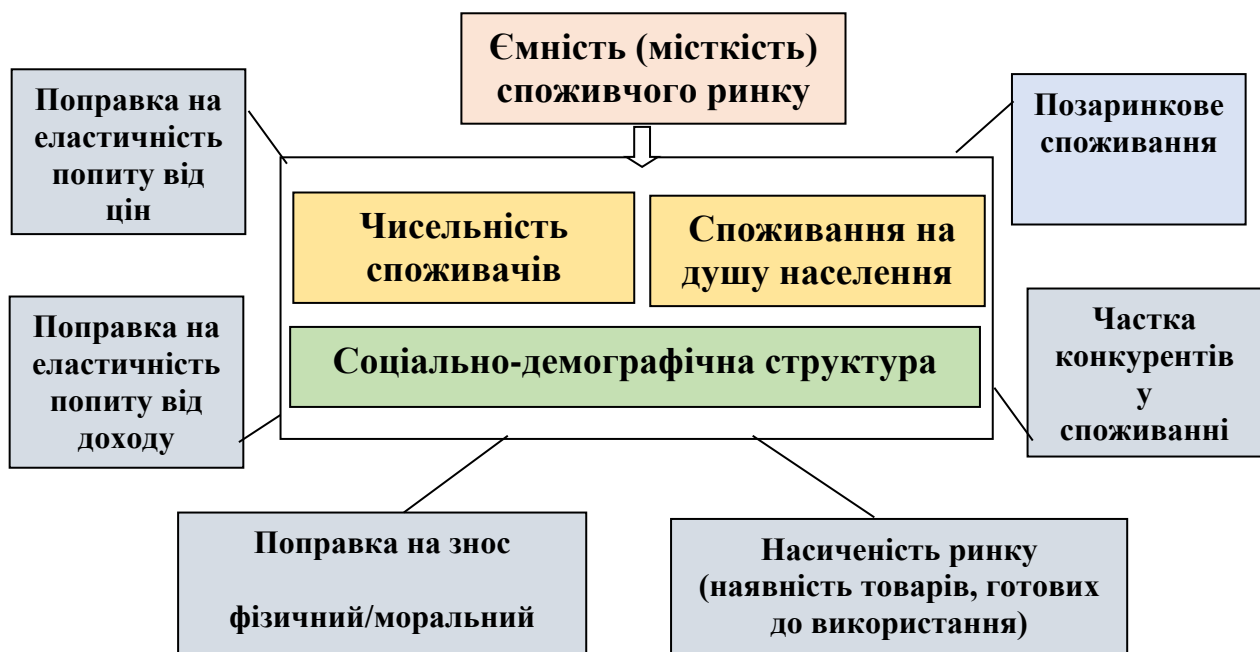 Ємність (місткість)
споживчого ринку
Поправка на
еластичність
попиту від
цін
Позаринкове
споживання
Чисельність
споживачів
Споживання на
душу населення
Поправка на
еластичність
попиту від
доходу
Соціально-демографічна структура
Частка
конкурентів
у
споживанні
Поправка на знос
фізичний/моральний
Насиченість ринку
(наявність товарів, готових
до використання)